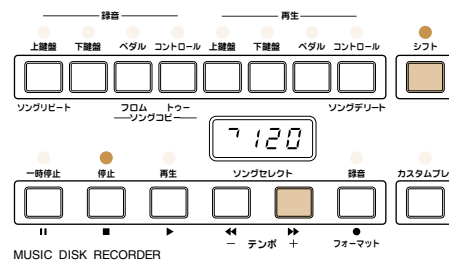 録音 再生
上鍵盤 下鍵盤 ペダル コントロール 上鍵盤 下鍵盤 ペダル コントロール シフト
ソングリピート フロム トゥー ソングデリート
ソングコピー
120
一時停止 停止 再生 ソングセレクト 録音 カスタムプレ
− テンポ + フォーマット
MUSIC DISK RECORDER